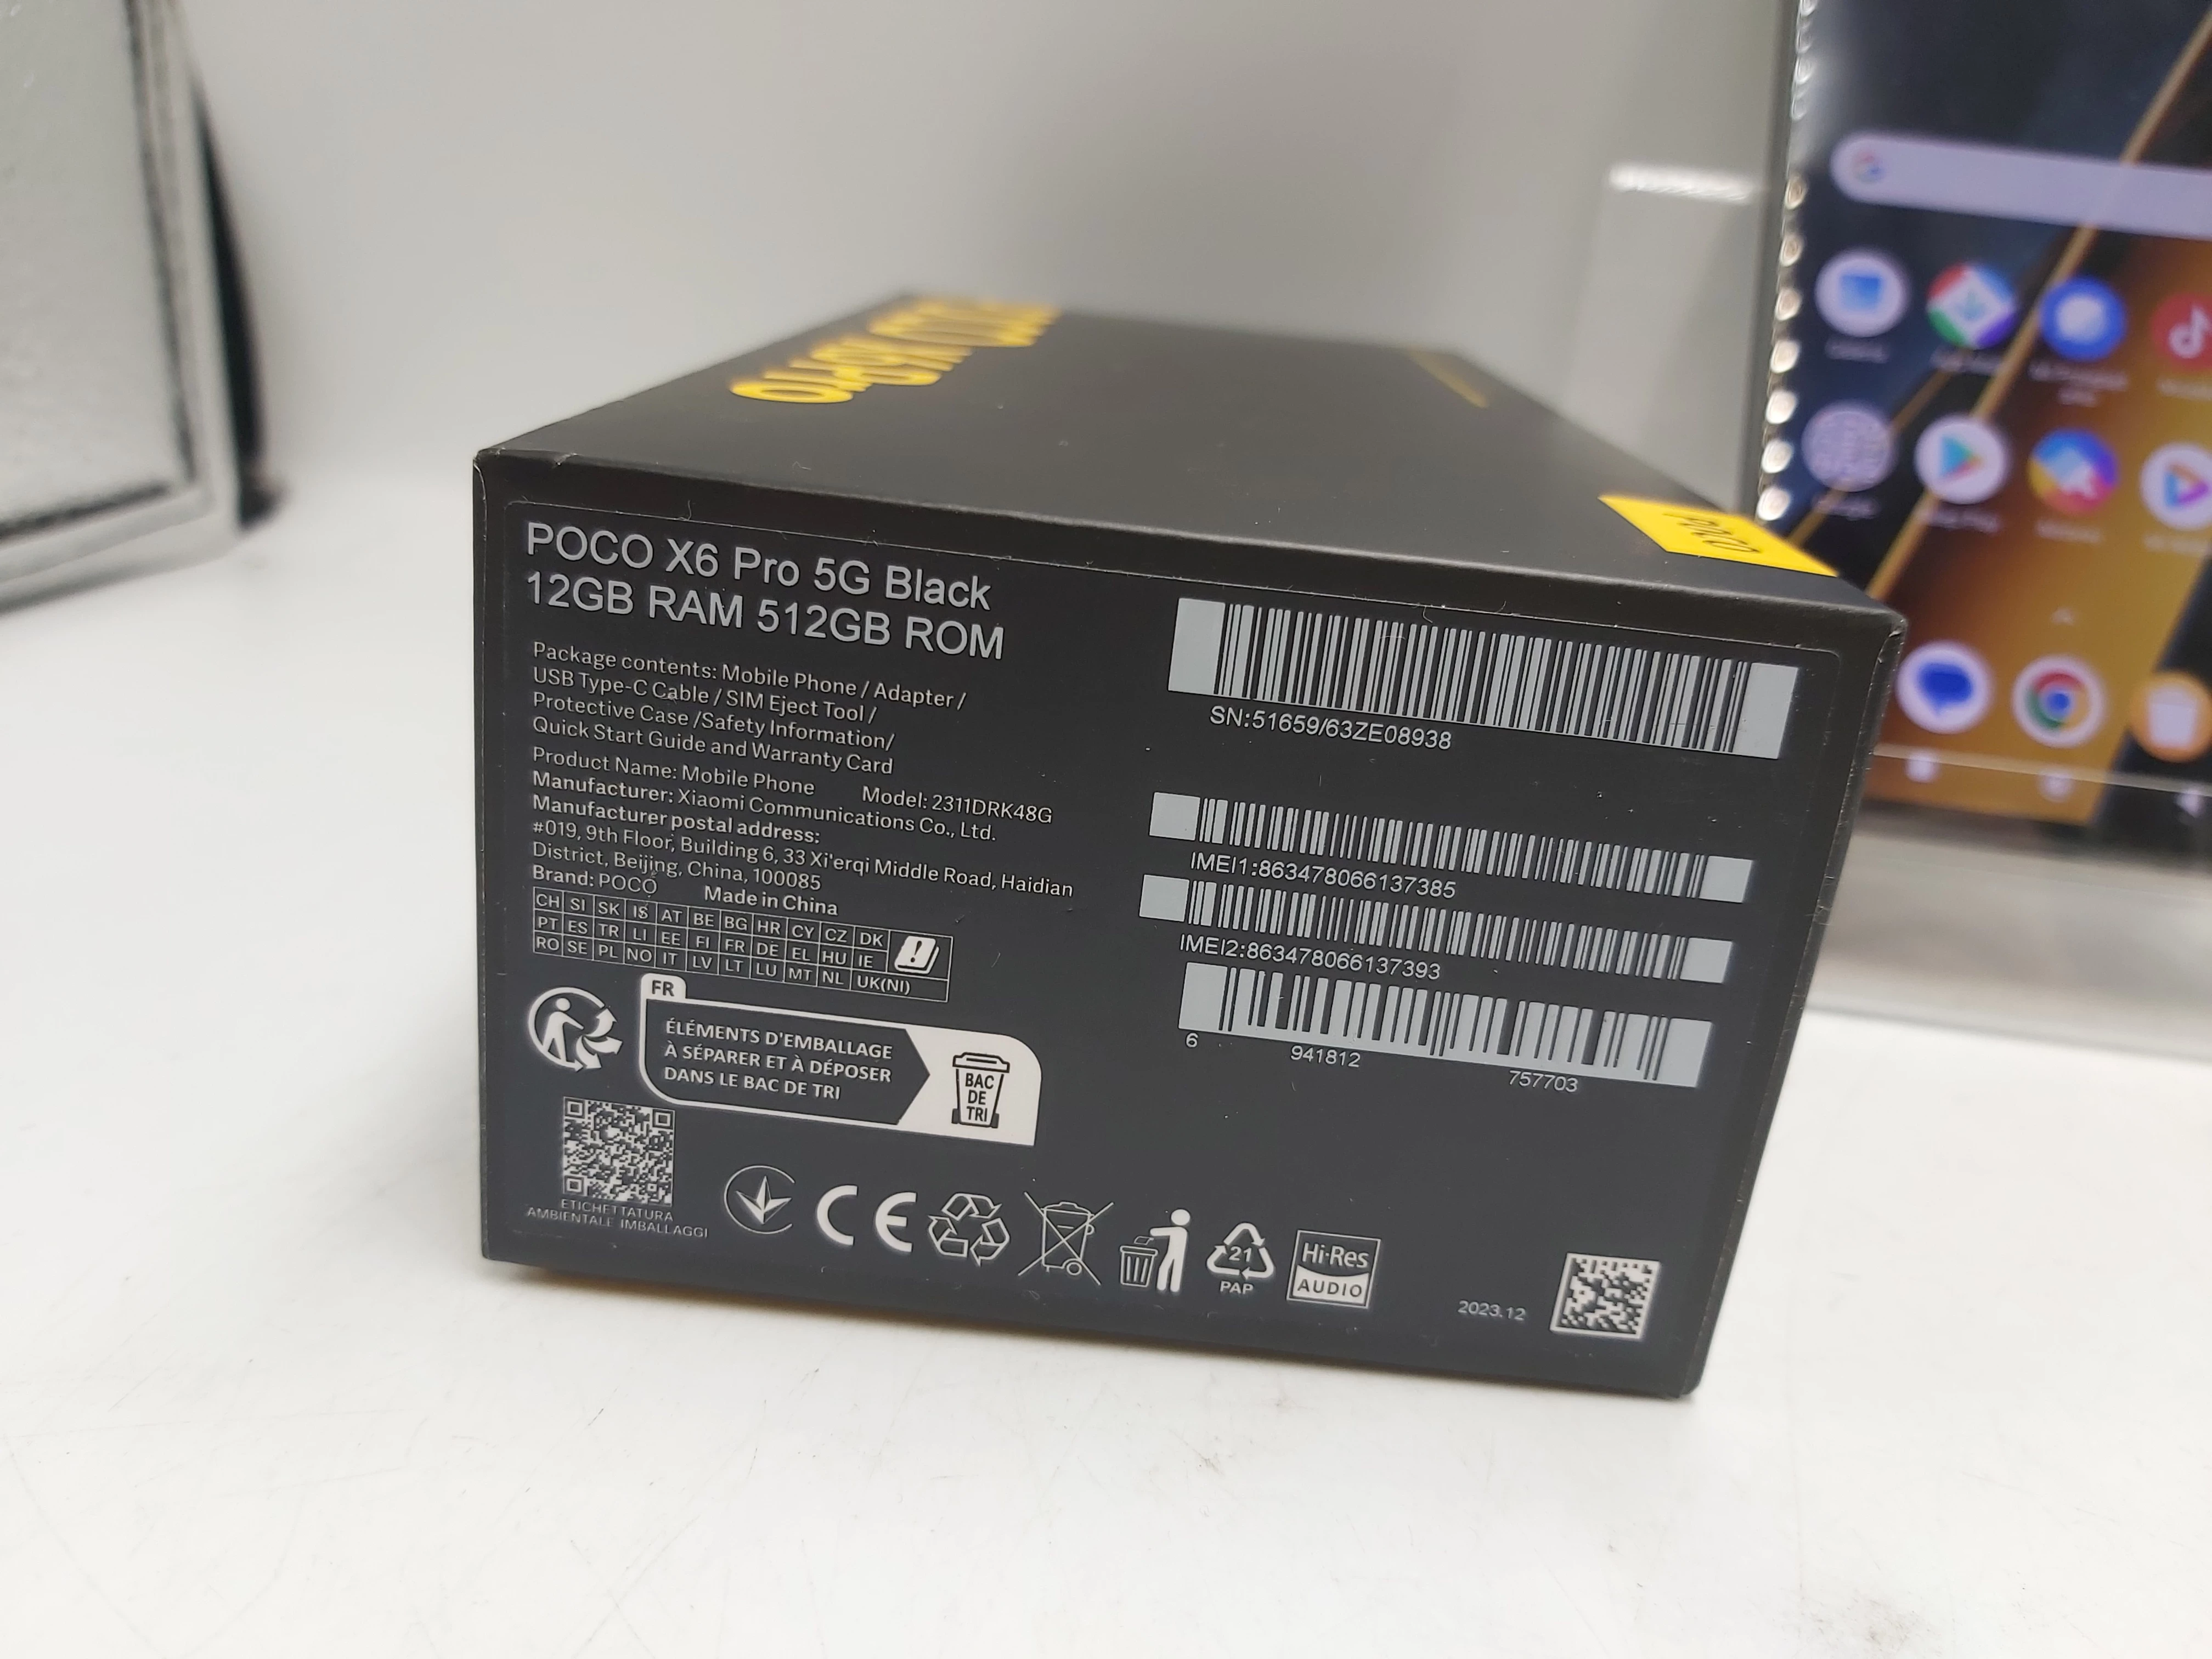 POCO X6 Pro
POCO
POCO X6 Pro 5G Black
12GB RAM 512GB ROM
Package contents: Mobile Phone / Adapter /
USB Type-C Cable / SIM Eject Tool /
Protective Case /Safety Information/
Quick Start Guide and Warranty Card
Product Name: Mobile Phone Model: 2311DRK48G
Manufacturer: Xiaomi Communications Co., Ltd.
Manufacturer postal address:
#019, 9th Floor, Building 6, 33 Xi'erqi Middle Road, Haidian
District, Beijing, China, 100085
Brand: POCO Made in China
CH SI SK IS AT BE BG HR CY CZ DK
PT ES TR LI EE FI FR DE EL HU IE
RO SE PL NO IT LV LT LU MT NL UK(NI)
FR
ÉLÉMENTS D'EMBALLAGE
À SÉPARER ET À DÉPOSER
DANS LE BAC DE TRI
BAC
DE
TRI
ETICHETTATURA
AMBIENTALE IMBALLAGGI
CE
21
PAP
Hi-Res
AUDIO
SN:51659/63ZE08938
IMEI1:863478066137385
IMEI2:863478066137393
6 941812 757703
2023.12